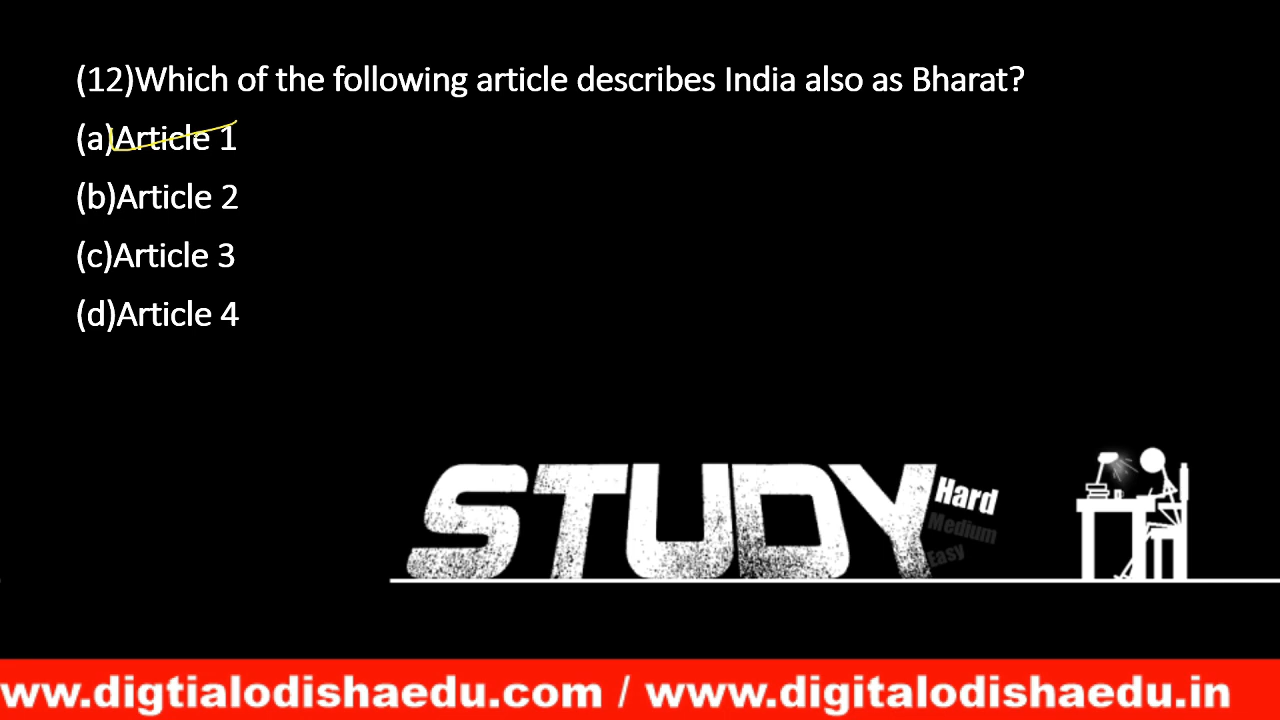 (12)Which of the following article describes India also as Bharat?
(a)Article 1
(b)Article 2
(c)Article 3
(d)Article 4
STUDY
Hard
Medium
Easy
ww.digtialodishaedu.com / www.digitalodishaedu.in